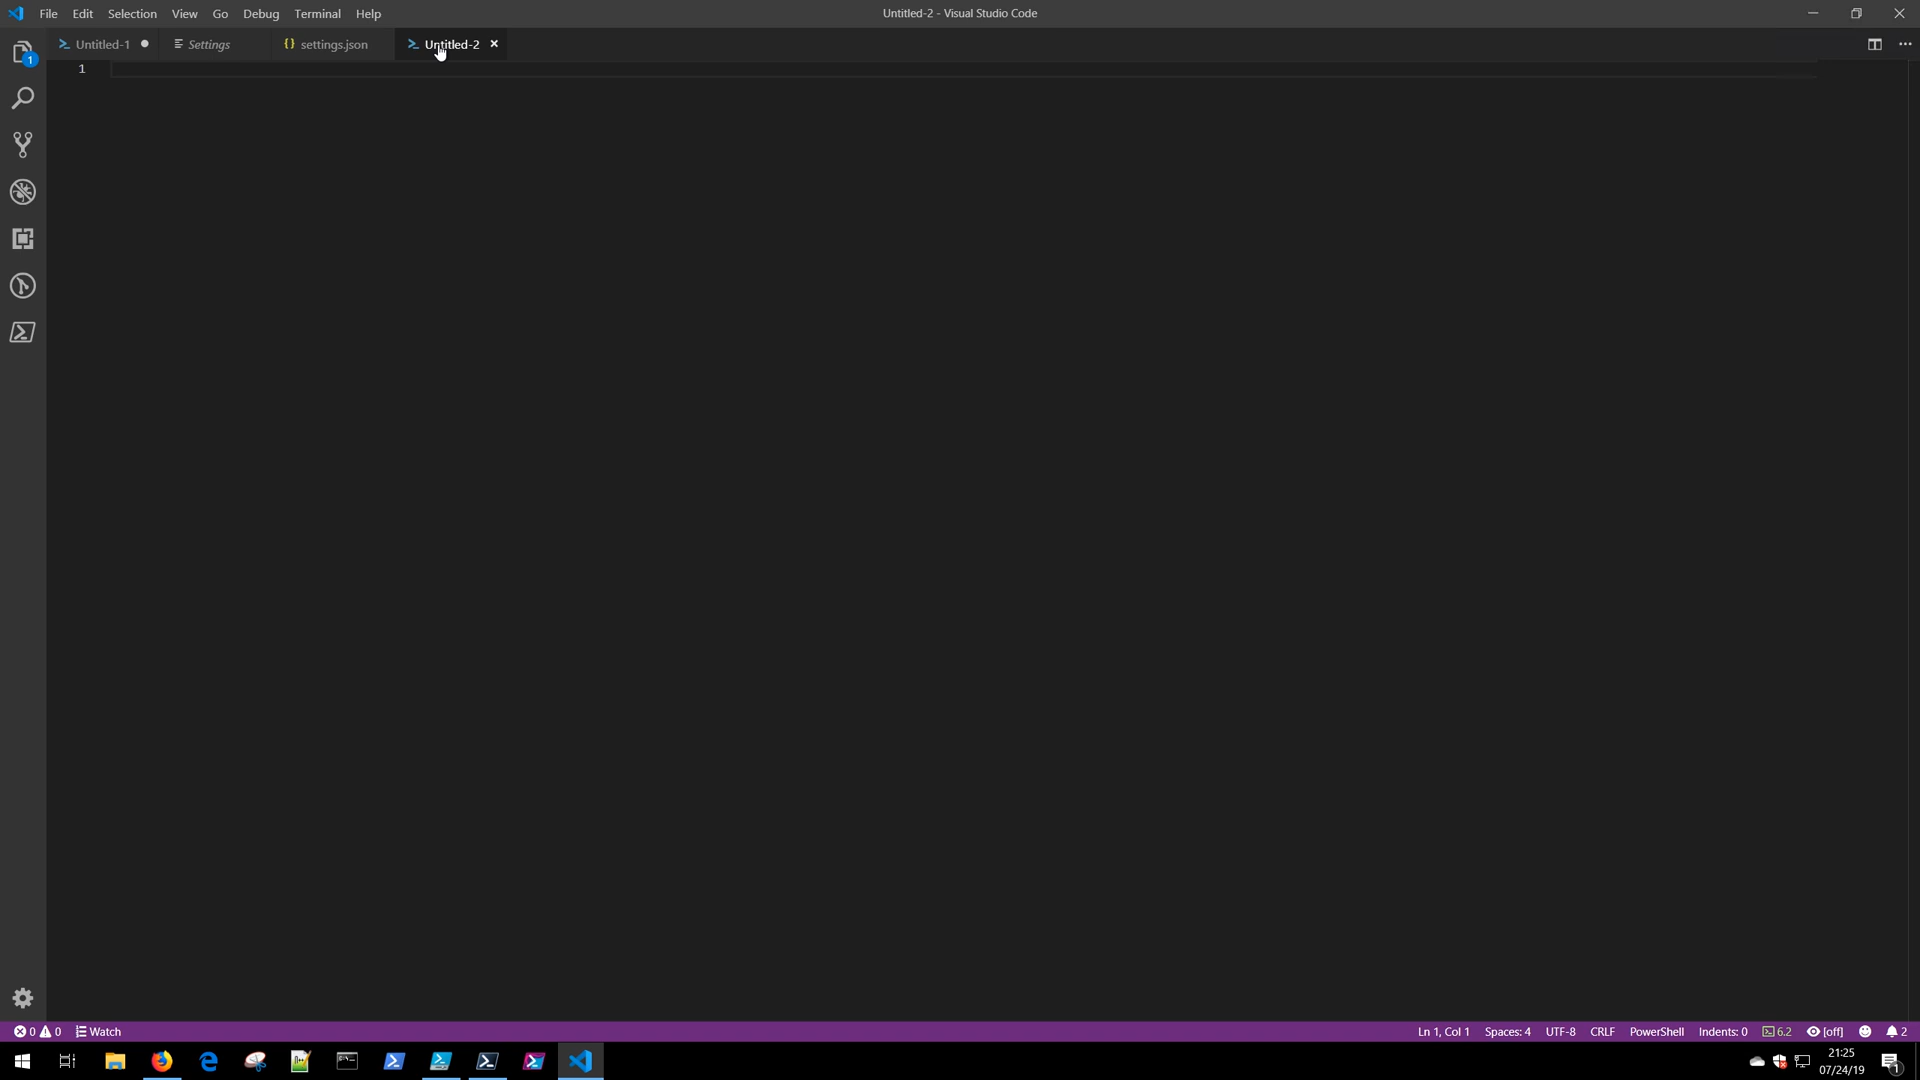 File Edit Selection View Go Debug Terminal Help
Untitled-2 - Visual Studio Code
Untitled-1 Settings {} settings.json Untitled-2
1
1
0 0 Watch
Ln 1, Col 1 Spaces: 4 UTF-8 CRLF PowerShell Indents: 0 6.2 [off] 2
21:25
07/24/19
1